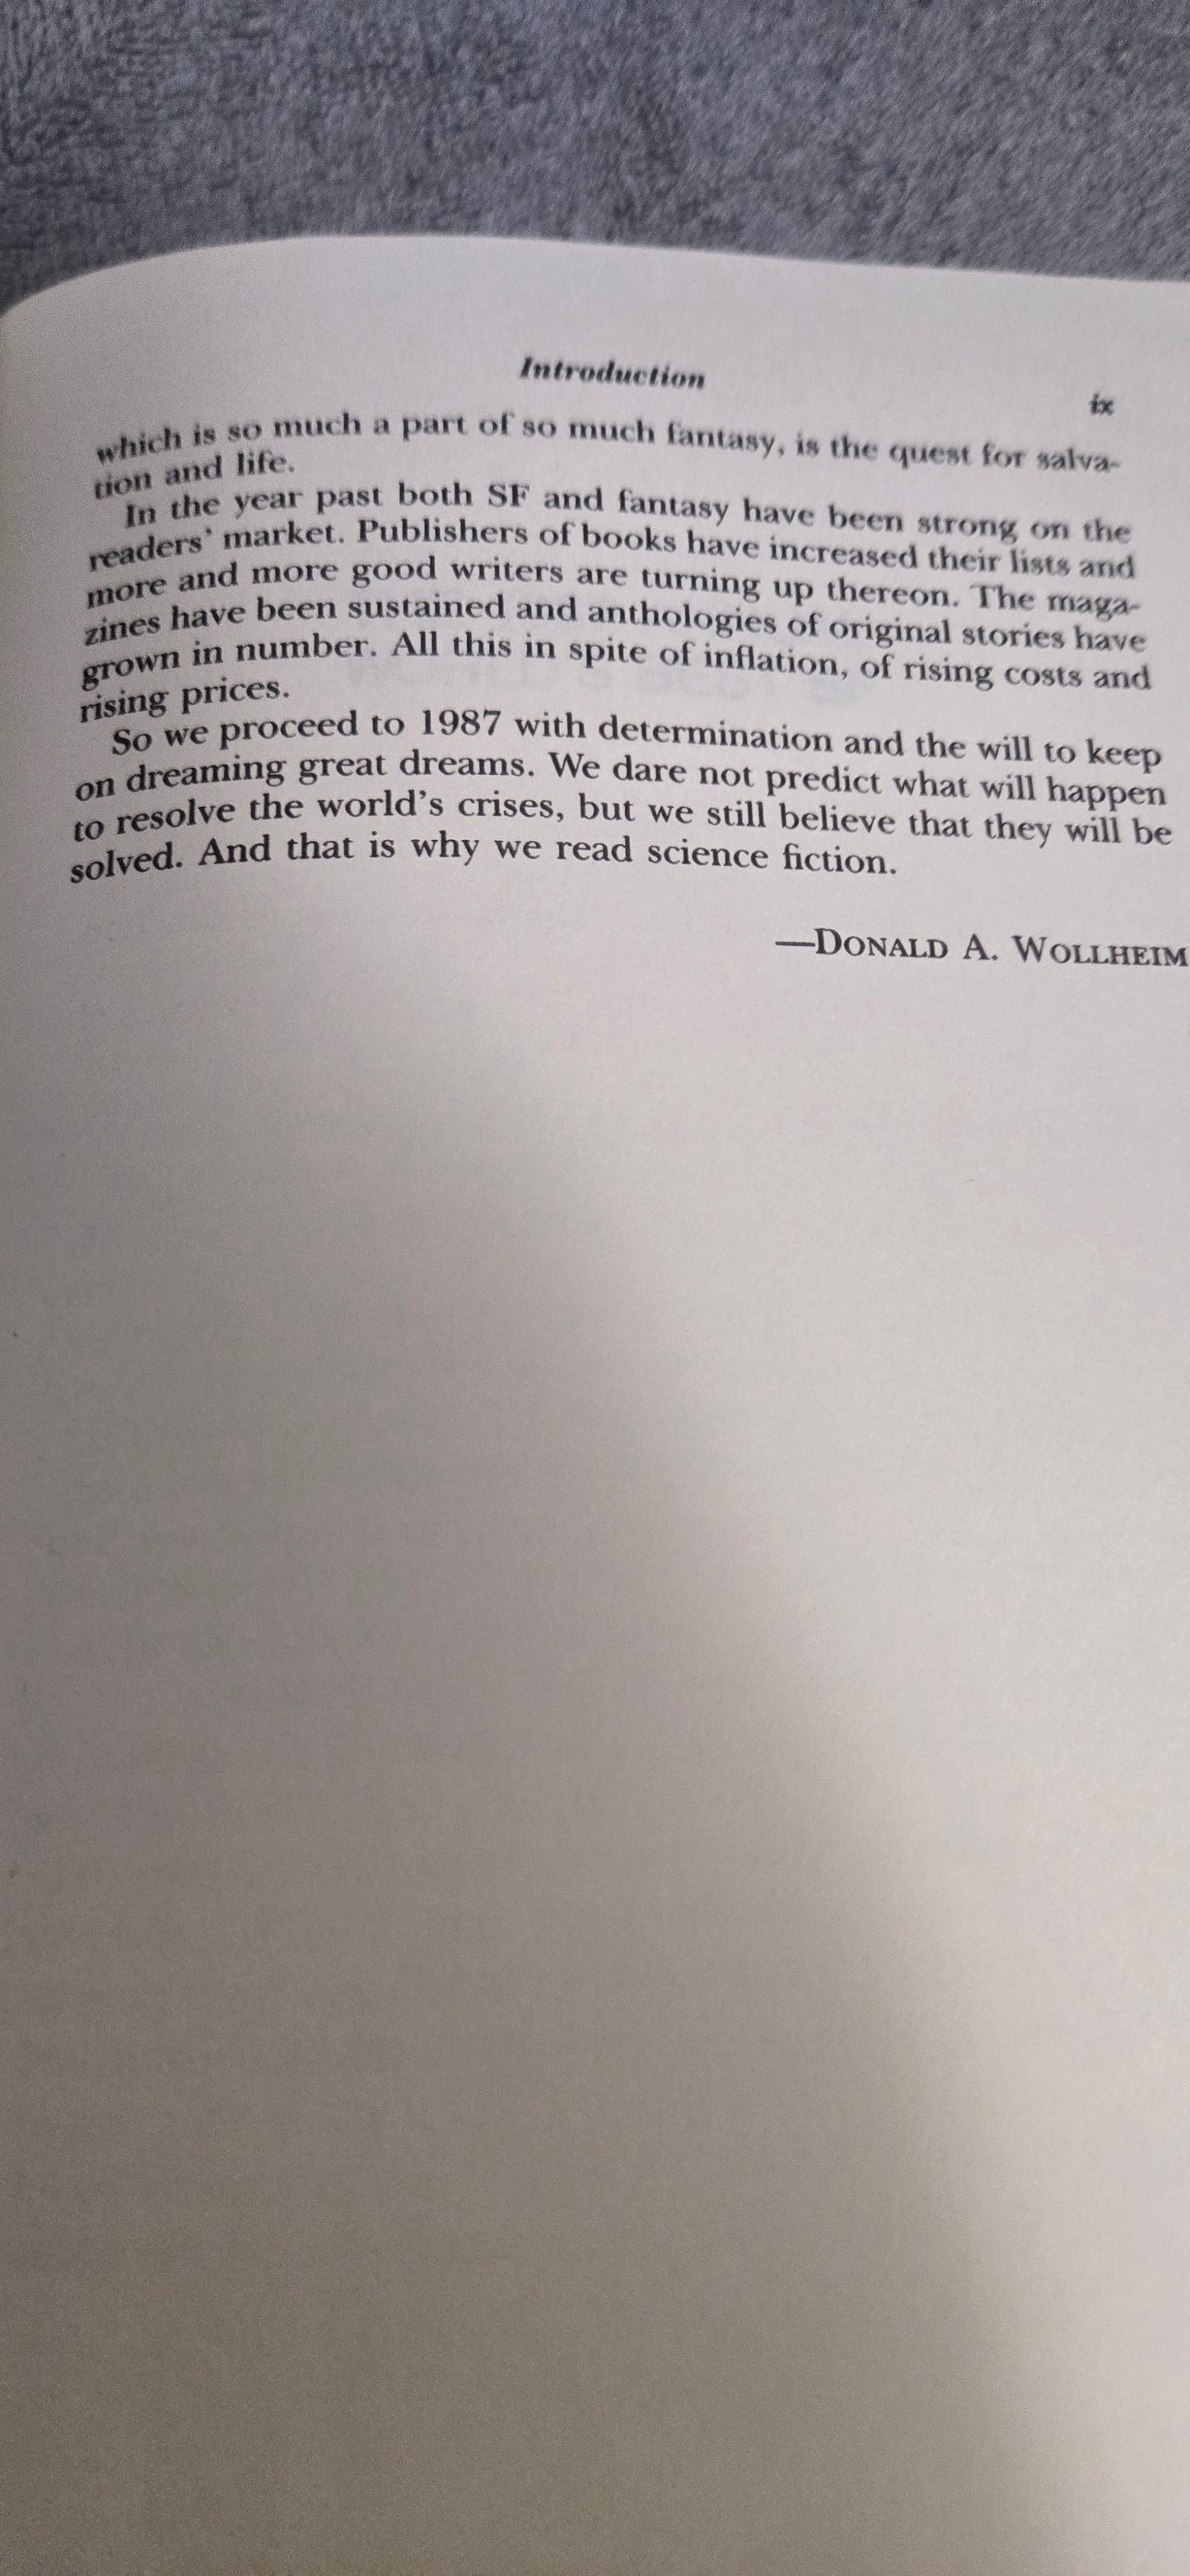 Introduction
ix
which is so much a part of so much fantasy, is the quest for salva-
tion and life.
In the year past both SF and fantasy have been strong on the
readers’ market. Publishers of books have increased their lists and
more and more good writers are turning up thereon. The maga-
zines have been sustained and anthologies of original stories have
grown in number. All this in spite of inflation, of rising costs and
rising prices.
So we proceed to 1987 with determination and the will to keep
on dreaming great dreams. We dare not predict what will happen
to resolve the world’s crises, but we still believe that they will be
solved. And that is why we read science fiction.
—DONALD A. WOLLHEIM